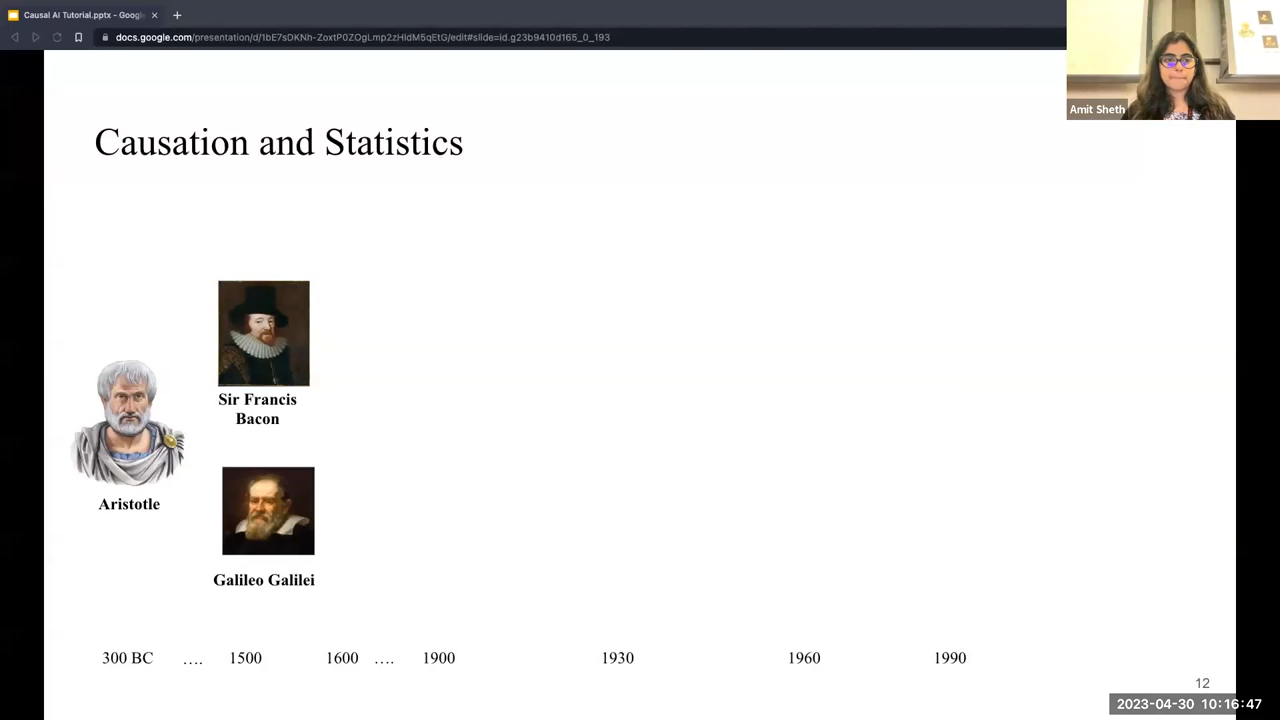 Causal AI Tutorial.pptx - Google
docs.google.com/presentation/d/1bE7sDKNh-ZoxtP0ZOgLmp2zHldM5qEtG/edit#slide=id.g23b9410d165_0_193
Amit Sheth
Causation and Statistics
Sir Francis
Bacon
Aristotle
Galileo Galilei
300 BC .... 1500 1600 .... 1900 1930 1960 1990
12
2023-04-30 10:16:47